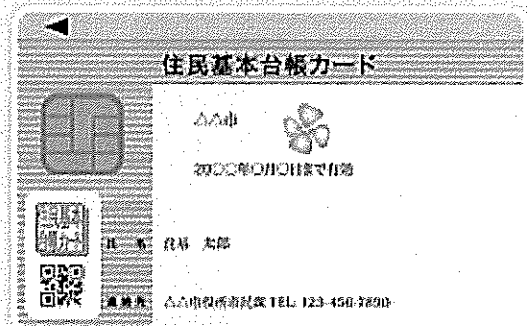 住民基本台帳カード
△△市
20○○年○月○日まで有効
住民基本
台帳カード
氏 名 住基 太郎
連絡先 △△市役所市民課 TEL 123-456-7890